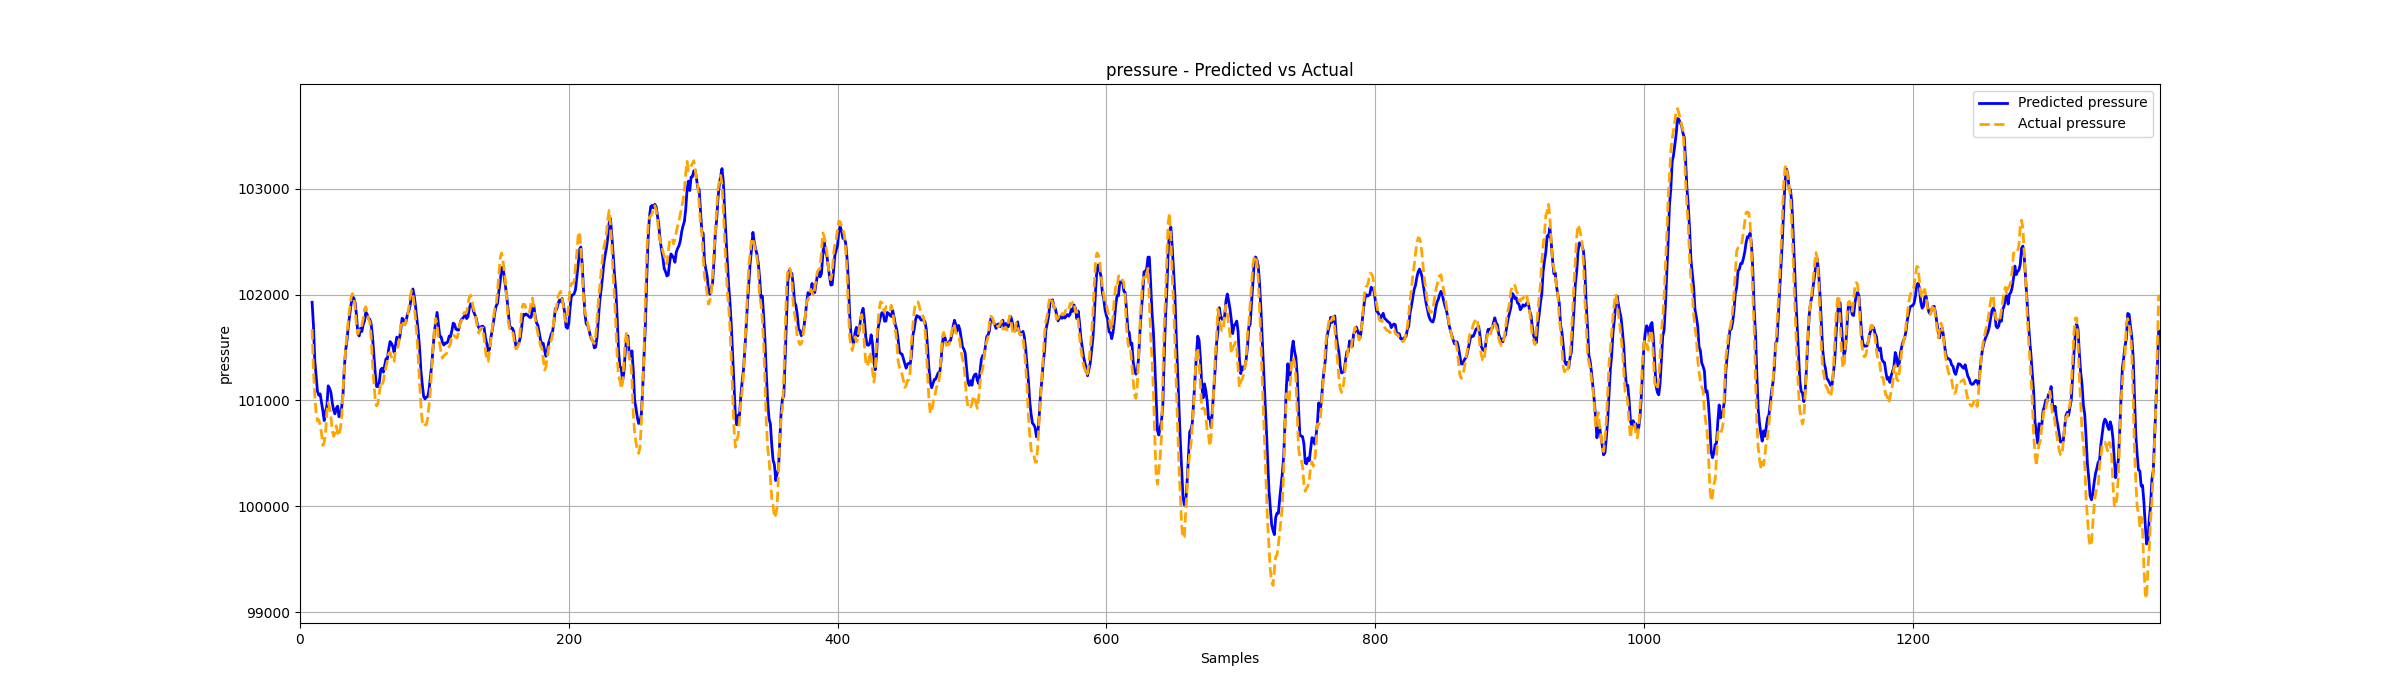 pressure - Predicted vs Actual
Predicted pressure
Actual pressure
pressure
103000
102000
101000
100000
99000
0 200 400 600 800 1000 1200
Samples